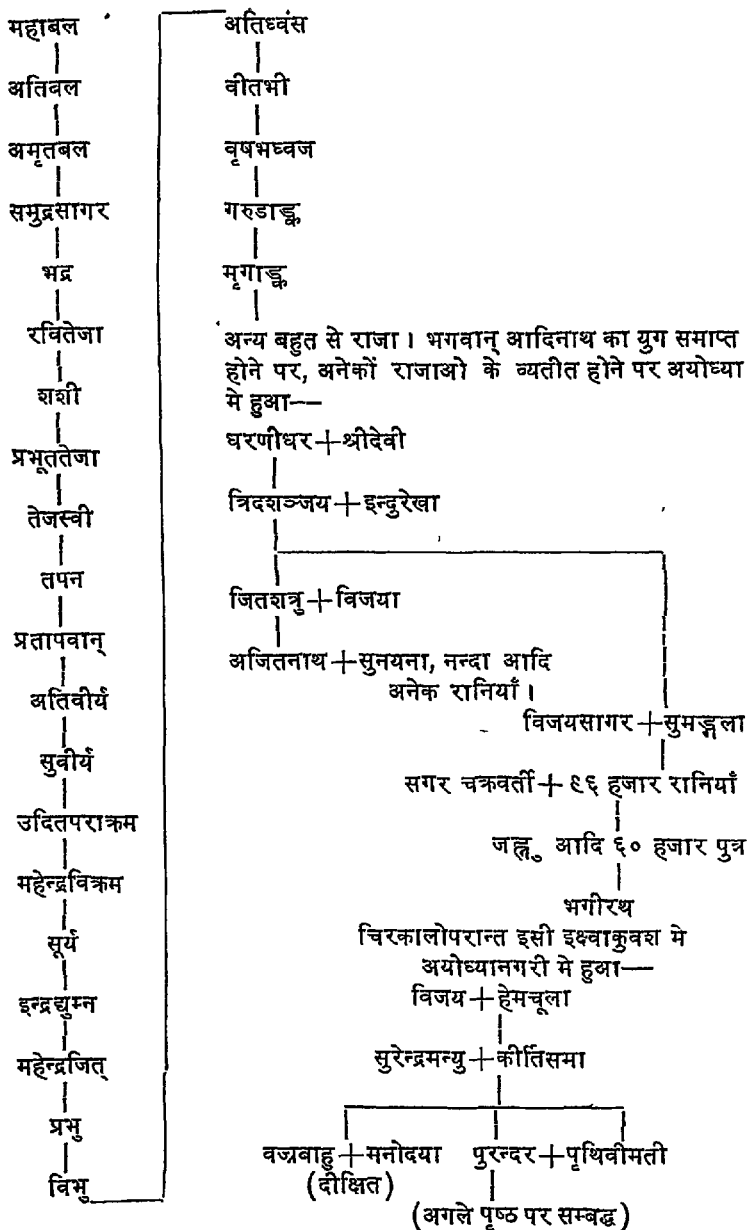 महाबल
अतिबल
अमृतबल
समुद्रसागर
भद्र
रवितेजा
शशी
प्रभूततेजा
तेजस्वी
तपन
प्रतापवान्
अतिवीर्य
सुवीर्य
उदितपराक्रम
महेन्द्रविक्रम
सूर्य
इन्द्रद्युम्न
महेन्द्रजित्
प्रभु
विभु
अतिध्वंस
वीतभी
वृषभध्वज
गरुडाङ्क
मृगाङ्क
अन्य बहुत से राजा । भगवान् आदिनाथ का युग समाप्त
होने पर, अनेकों राजाओ के व्यतीत होने पर अयोध्या
मे हुआ—
धरणीधर + श्रीदेवी
त्रिदशञ्जय + इन्दुरेखा
जितशत्रु + विजया
अजितनाथ + सुनयना, नन्दा आदि
अनेक रानियाँ ।
विजयसागर + सुमङ्गला
सगर चक्रवर्ती + ९६ हजार रानियाँ
जह्नु आदि ६० हजार पुत्र
भगीरथ
चिरकालोपरान्त इसी इक्ष्वाकुवश मे
अयोध्यानगरी मे हुआ—
विजय + हेमचूला
सुरेन्द्रमन्यु + कीर्तिसमा
वज्रबाहु + मनोदया पुरन्दर + पृथिवीमती
(दीक्षित)
(अगले पृष्ठ पर सम्बद्ध)